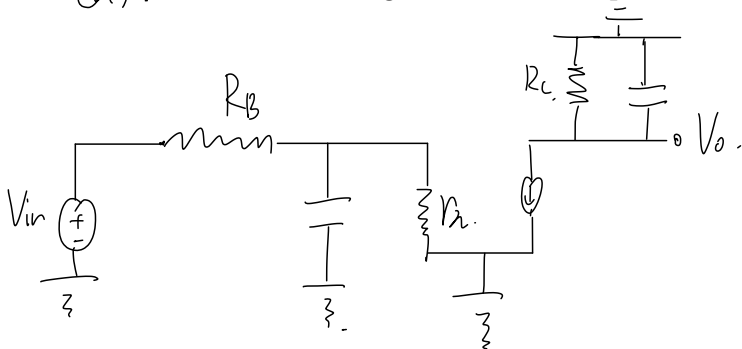 R_B
R_C.
V_o.
V_in
+
-
r_π.